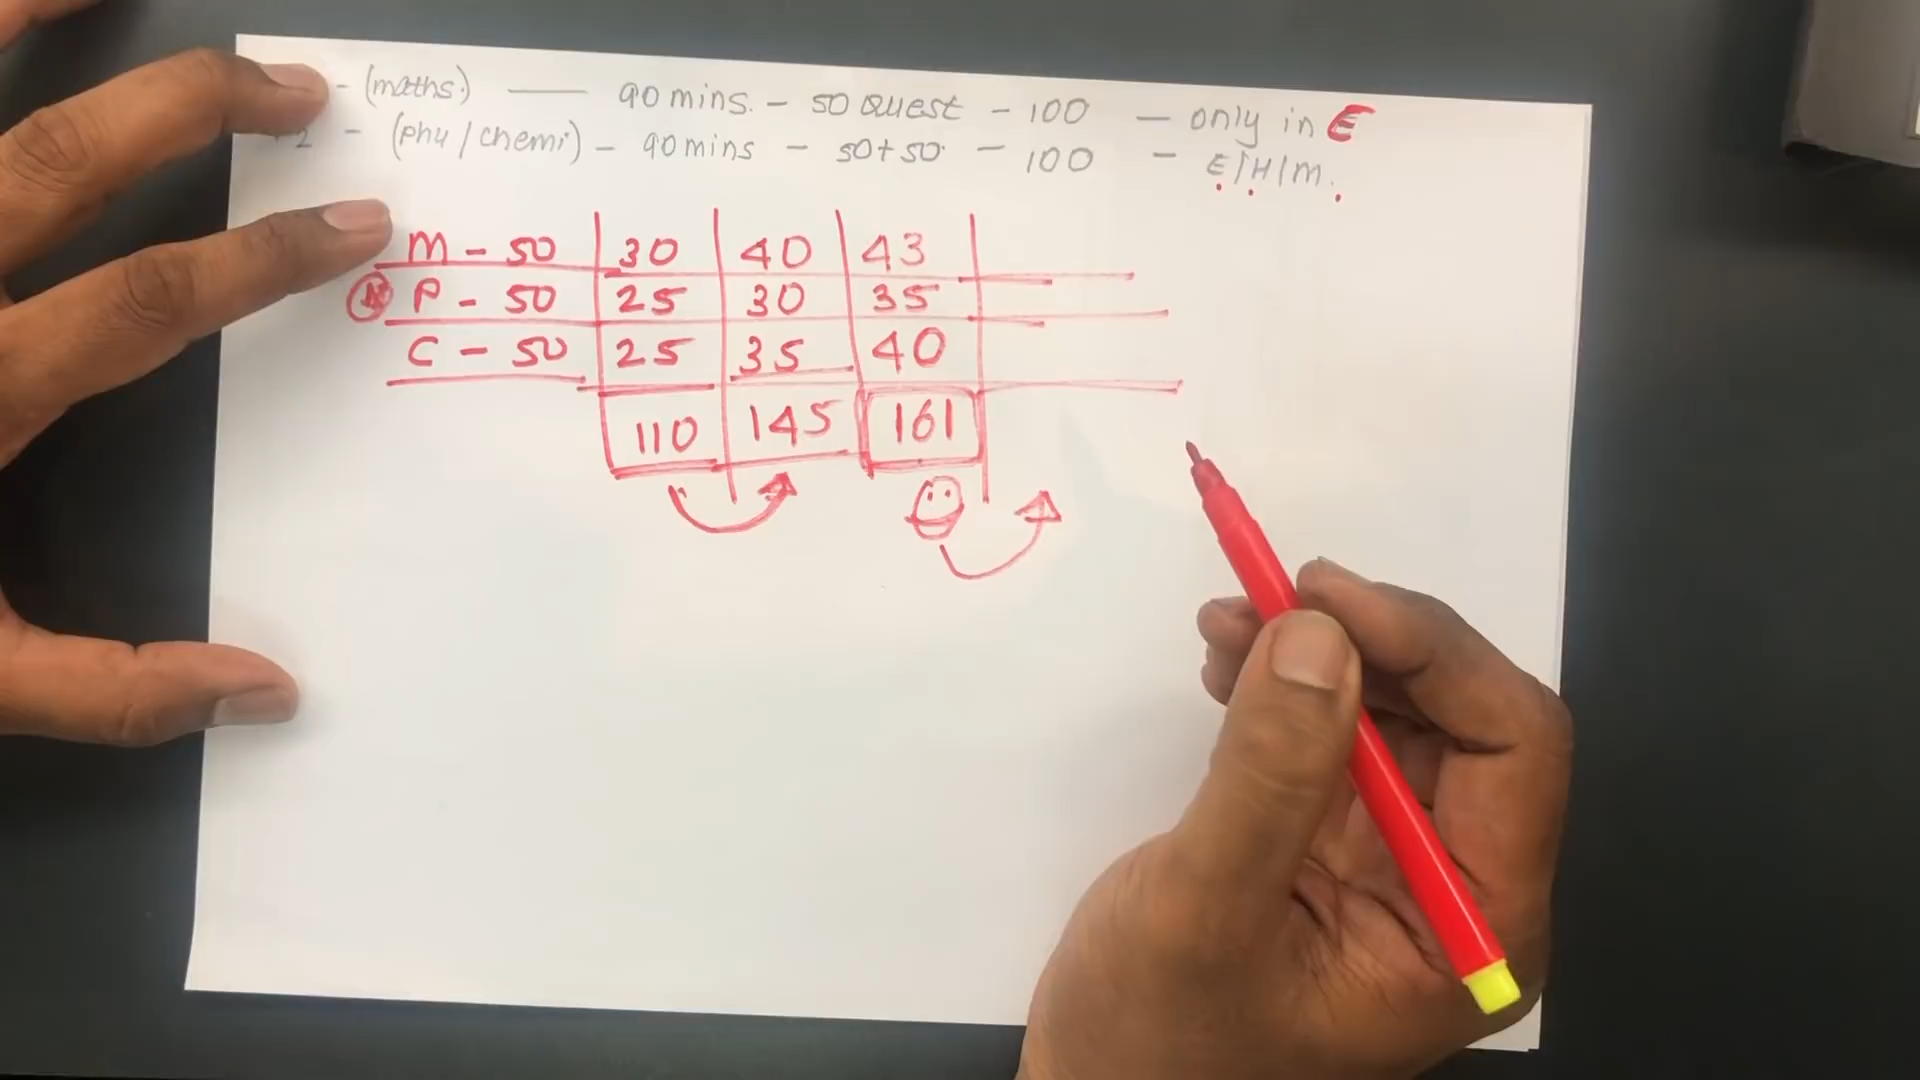 - (maths) — 90 mins. - 50 Quest - 100 — only in E
2 - (phy / chemi) - 90 mins - 50+50 - 100 - E/H/M.
M - 50 30 40 43
P - 50 25 30 35
C - 50 25 35 40
110 145 161